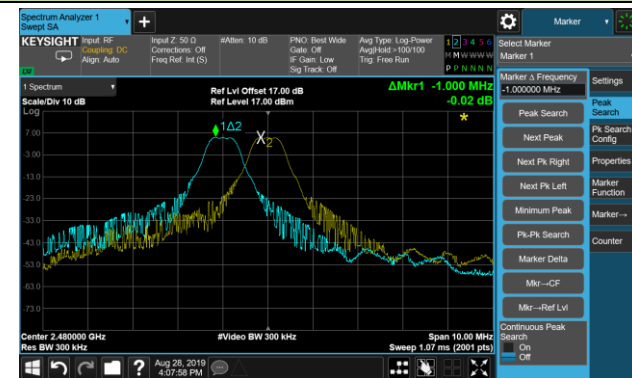 Spectrum Analyzer 1
Swept SA
+
Marker
KEYSIGHT
Input: RF
Coupling: DC
Align: Auto
Input Z: 50 Ω
Corrections: Off
Freq Ref: Int (S)
#Atten: 10 dB
PNO: Best Wide
Gate: Off
IF Gain: Low
Sig Track: Off
Avg Type: Log-Power
Avg|Hold >100/100
Trig: Free Run
1 2 3 4 5 6
M M W W W W
P P N N N N
Select Marker
Marker 1
1 Spectrum
Scale/Div 10 dB
Ref Lvl Offset 17.00 dB
Ref Level 17.00 dBm
ΔMkr1 -1.000 MHz
-0.02 dB
Marker Δ Frequency
-1.000000 MHz
Settings
Peak Search
Next Peak
Next Pk Right
Next Pk Left
Minimum Peak
Pk-Pk Search
Marker Delta
Mkr→CF
Mkr→Ref Lvl
Continuous Peak
Search
On
Off
Peak
Search
Pk Search
Config
Properties
Marker
Function
Marker→
Counter
Log
7.00
-3.00
-13.0
-23.0
-33.0
-43.0
-53.0
-63.0
-73.0
1Δ2
X2
*
Center 2.480000 GHz
Res BW 300 kHz
#Video BW 300 kHz
Span 10.00 MHz
Sweep 1.07 ms (2001 pts)
?
Aug 28, 2019
4:07:58 PM